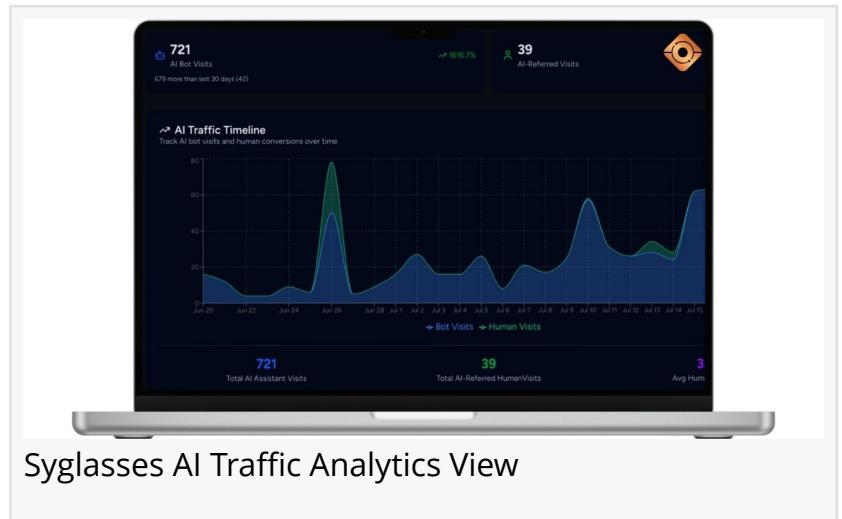 721
AI Bot Visits
1616.7%
679 more than last 30 days (42)
39
AI-Referred Visits
AI Traffic Timeline
Track AI bot visits and human conversions over time
80
60
40
20
0
Jun 20 Jun 22 Jun 24 Jun 26 Jun 28 Jul 1 Jul 2 Jul 3 Jul 4 Jul 5 Jul 6 Jul 7 Jul 8 Jul 9 Jul 10 Jul 11 Jul 12 Jul 13 Jul 14 Jul 15
Bot Visits Human Visits
721
Total AI Assistant Visits
39
Total AI-Referred HumanVisits
3
Avg Hum
Syglasses AI Traffic Analytics View